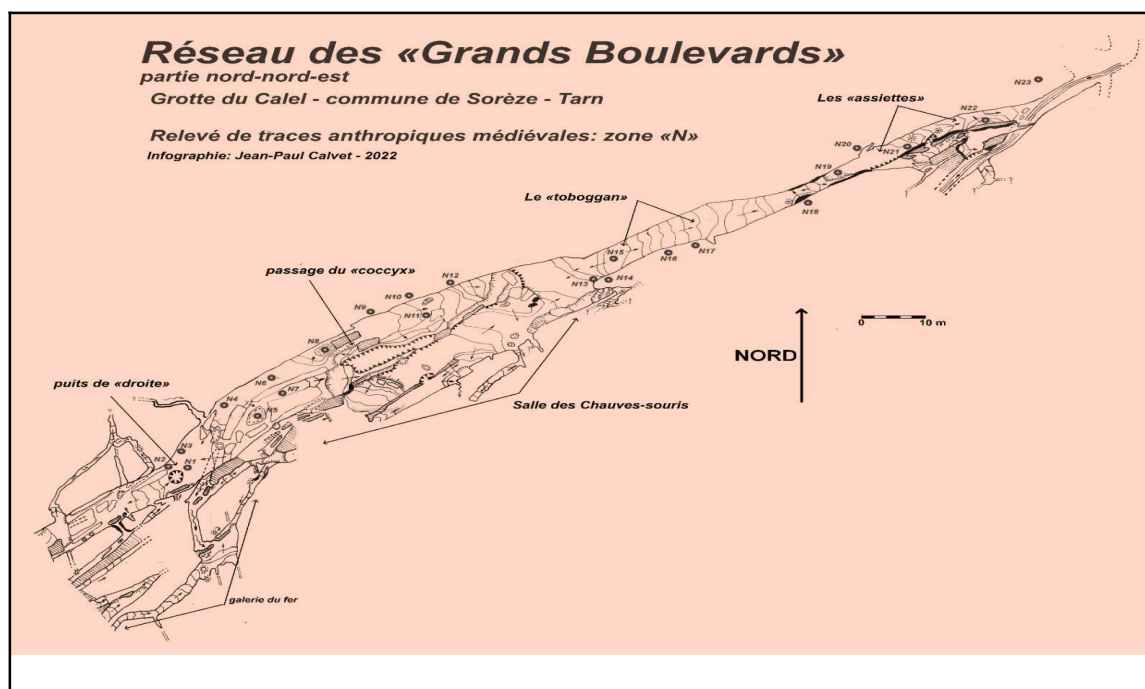 Réseau des «Grands Boulevards»
partie nord-nord-est
Grotte du Calel - commune de Sorèze - Tarn
Relevé de traces anthropiques médiévales: zone «N»
Infographie: Jean-Paul Calvet - 2022
N23
Les «assiettes»
N22
N20
N21
N19
N18
Le «toboggan»
N17
N16
N15
N14
N13
passage du «coccyx»
N12
N10
N9
N11
N8
0 10 m
NORD
puits de «droite»
N6
N7
N4
N5
Salle des Chauves-souris
N3
N2
N1
galerie du fer